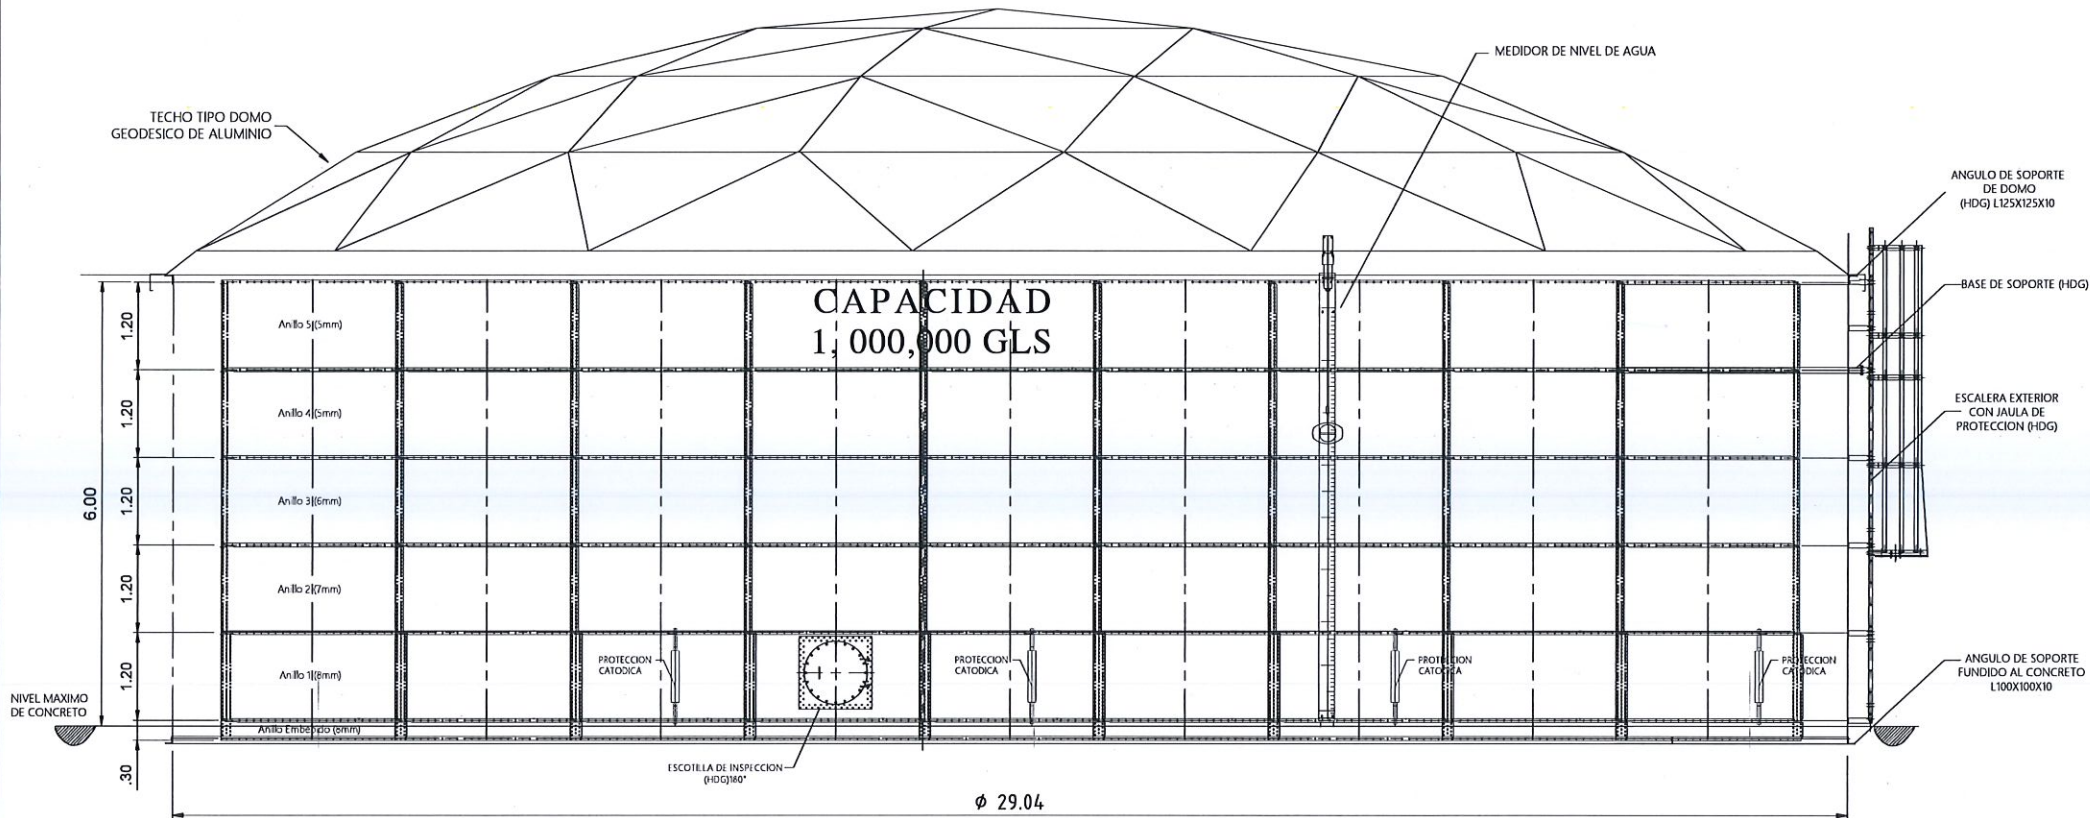 MEDIDOR DE NIVEL DE AGUA
TECHO TIPO DOMO
GEODESICO DE ALUMINIO
ANGULO DE SOPORTE
DE DOMO
(HDG) L125X125X10
BASE DE SOPORTE (HDG)
CAPACIDAD
1, 000,000 GLS
1.20
Anillo 5 (5mm)
1.20
Anillo 4 (5mm)
ESCALERA EXTERIOR
CON JAULA DE
PROTECCION (HDG)
6.00
1.20
Anillo 3 (6mm)
1.20
Anillo 2 (7mm)
1.20
Anillo 1 (8mm)
PROTECCION
CATODICA
PROTECCION
CATODICA
PROTECCION
CATODICA
PROTECCION
CATODICA
ANGULO DE SOPORTE
FUNDIDO AL CONCRETO
L100X100X10
NIVEL MAXIMO
DE CONCRETO
Anillo Embebido (8mm)
.30
ESCOTILLA DE INSPECCION
(HDG)180°
ϕ 29.04